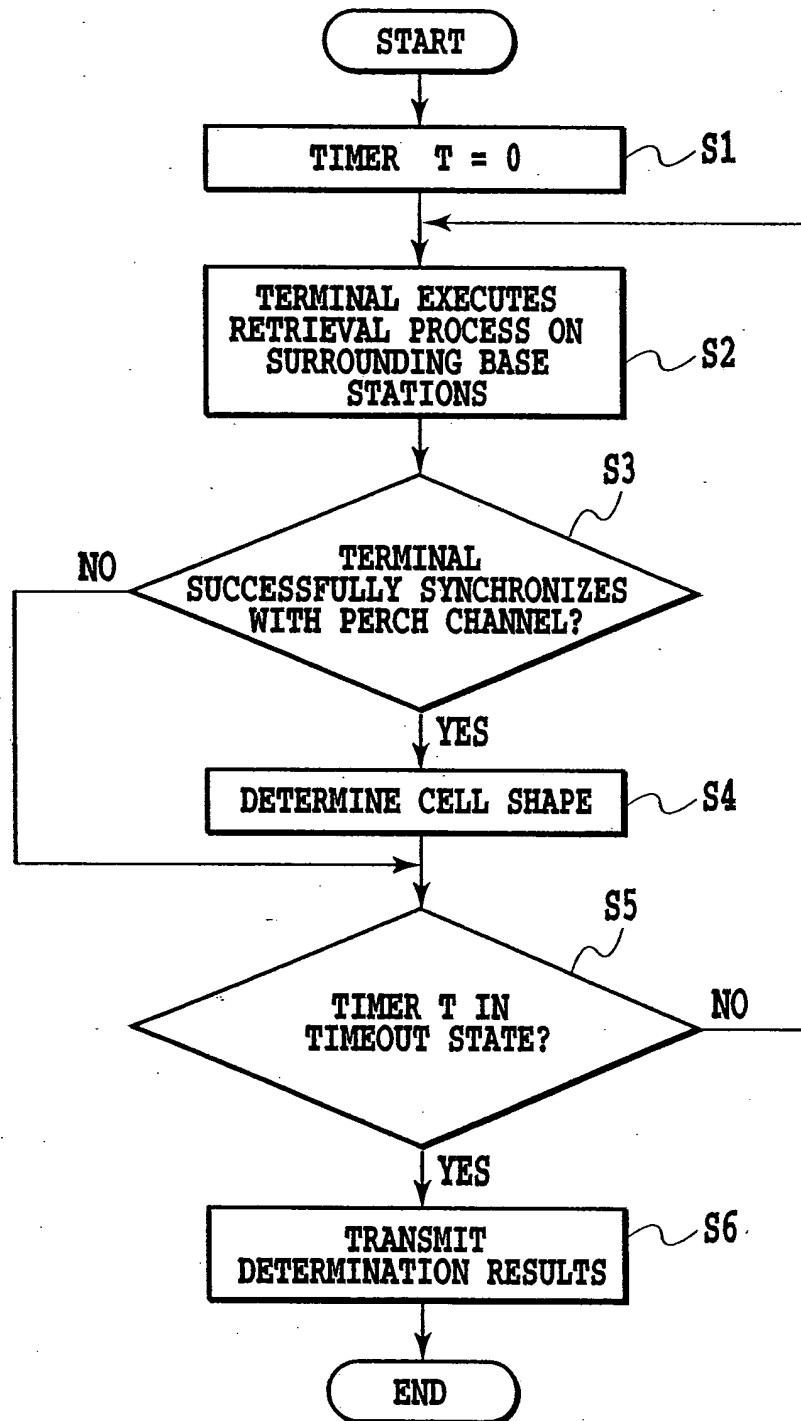 START
TIMER T = 0
S1
TERMINAL EXECUTES
RETRIEVAL PROCESS ON
SURROUNDING BASE
STATIONS
S2
S3
TERMINAL
SUCCESSFULLY SYNCHRONIZES
WITH PERCH CHANNEL?
NO
YES
DETERMINE CELL SHAPE
S4
S5
TIMER T IN
TIMEOUT STATE?
NO
YES
TRANSMIT
DETERMINATION RESULTS
S6
END